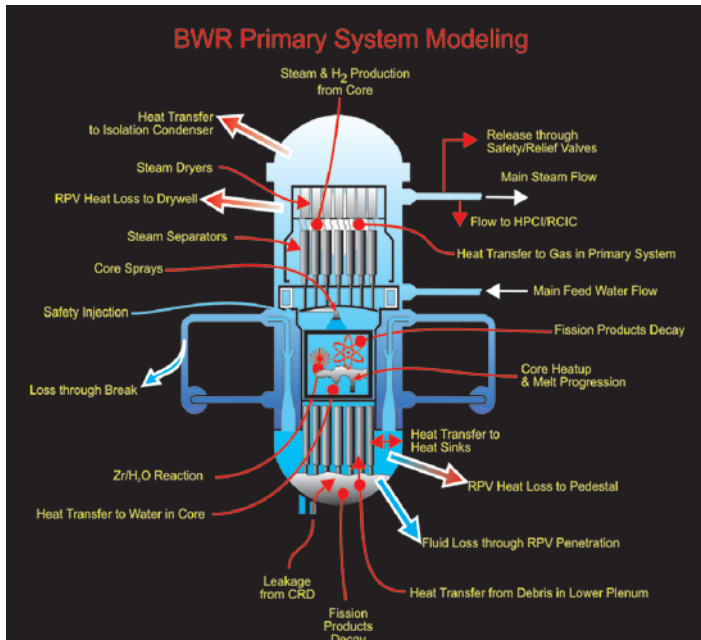 BWR Primary System Modeling
Steam & H2 Production
from Core
Heat Transfer
to Isolation Condenser
Release through
Safety/Relief Valves
Steam Dryers
Main Steam Flow
RPV Heat Loss to Drywell
Flow to HPCI/RCIC
Steam Separators
Heat Transfer to Gas in Primary System
Core Sprays
Main Feed Water Flow
Safety Injection
Fission Products Decay
Loss through Break
Core Heatup
& Melt Progression
Heat Transfer to
Heat Sinks
Zr/H2O Reaction
RPV Heat Loss to Pedestal
Heat Transfer to Water in Core
Fluid Loss through RPV Penetration
Leakage
from CRD
Heat Transfer from Debris in Lower Plenum
Fission
Products
Decay